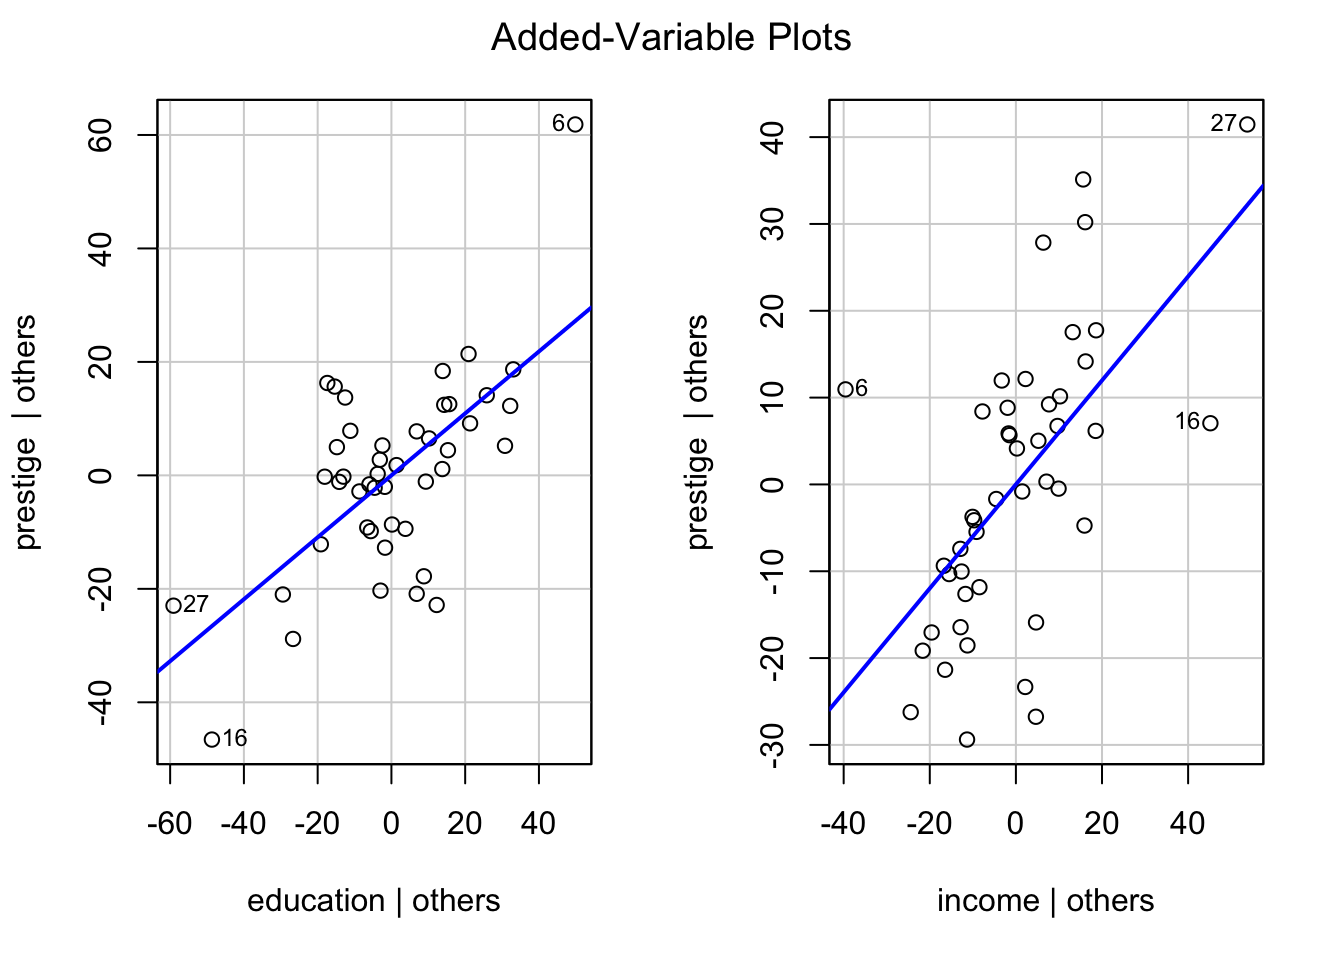 Added-Variable Plots
60
40
20
0
-20
-40
prestige | others
6
27
16
-60 -40 -20 0 20 40
education | others
40
30
20
10
0
-10
-20
-30
prestige | others
27
6
16
-40 -20 0 20 40
income | others